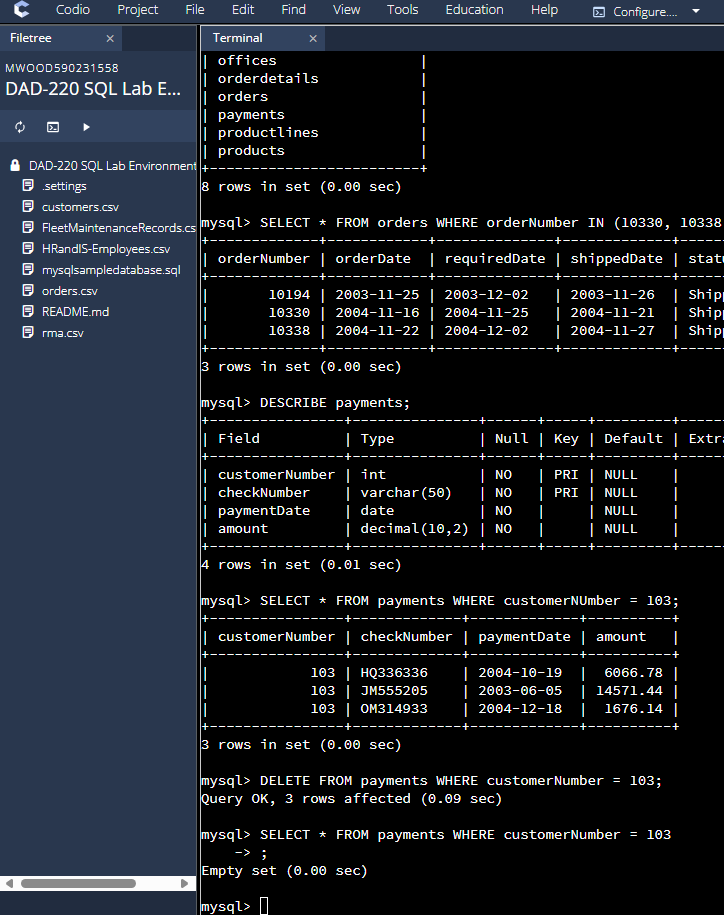 Codio Project File Edit Find View Tools Education Help Configure....
Filetree × Terminal ×
MWOOD590231558
DAD-220 SQL Lab E...
DAD-220 SQL Lab Environment
.settings
customers.csv
FleetMaintenanceRecords.cs
HRandIS-Employees.csv
mysqlsampledatabase.sql
orders.csv
README.md
rma.csv
| offices                 |
| orderdetails            |
| orders                  |
| payments                |
| productlines            |
| products                |
+-------------------------+
8 rows in set (0.00 sec)
mysql> SELECT * FROM orders WHERE orderNumber IN (10330, 10338
+-------------+------------+--------------+-------------+-----
| orderNumber | orderDate  | requiredDate | shippedDate | statu
+-------------+------------+--------------+-------------+-----
|       10194 | 2003-11-25 | 2003-12-02   | 2003-11-26  | Shipp
|       10330 | 2004-11-16 | 2004-11-25   | 2004-11-21  | Shipp
|       10338 | 2004-11-22 | 2004-12-02   | 2004-11-27  | Shipp
+-------------+------------+--------------+-------------+-----
3 rows in set (0.00 sec)
mysql> DESCRIBE payments;
+----------------+---------------+------+-----+---------+-----
| Field          | Type          | Null | Key | Default | Extra
+----------------+---------------+------+-----+---------+-----
| customerNumber | int           | NO   | PRI | NULL    |
| checkNumber    | varchar(50)   | NO   | PRI | NULL    |
| paymentDate    | date          | NO   |     | NULL    |
| amount         | decimal(10,2) | NO   |     | NULL    |
+----------------+---------------+------+-----+---------+-----
4 rows in set (0.01 sec)
mysql> SELECT * FROM payments WHERE customerNUmber = 103;
+----------------+-------------+-------------+----------+
| customerNumber | checkNumber | paymentDate | amount   |
+----------------+-------------+-------------+----------+
|            103 | HQ336336    | 2004-10-19  |  6066.78 |
|            103 | JM555205    | 2003-06-05  | 14571.44 |
|            103 | OM314933    | 2004-12-18  |  1676.14 |
+----------------+-------------+-------------+----------+
3 rows in set (0.00 sec)
mysql> DELETE FROM payments WHERE customerNumber = 103;
Query OK, 3 rows affected (0.09 sec)
mysql> SELECT * FROM payments WHERE customerNumber = 103
    -> ;
Empty set (0.00 sec)
mysql>